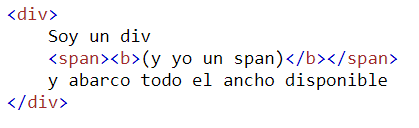 <div>
Soy un div
<span><b>(y yo un span)</b></span>
y abarco todo el ancho disponible
</div>